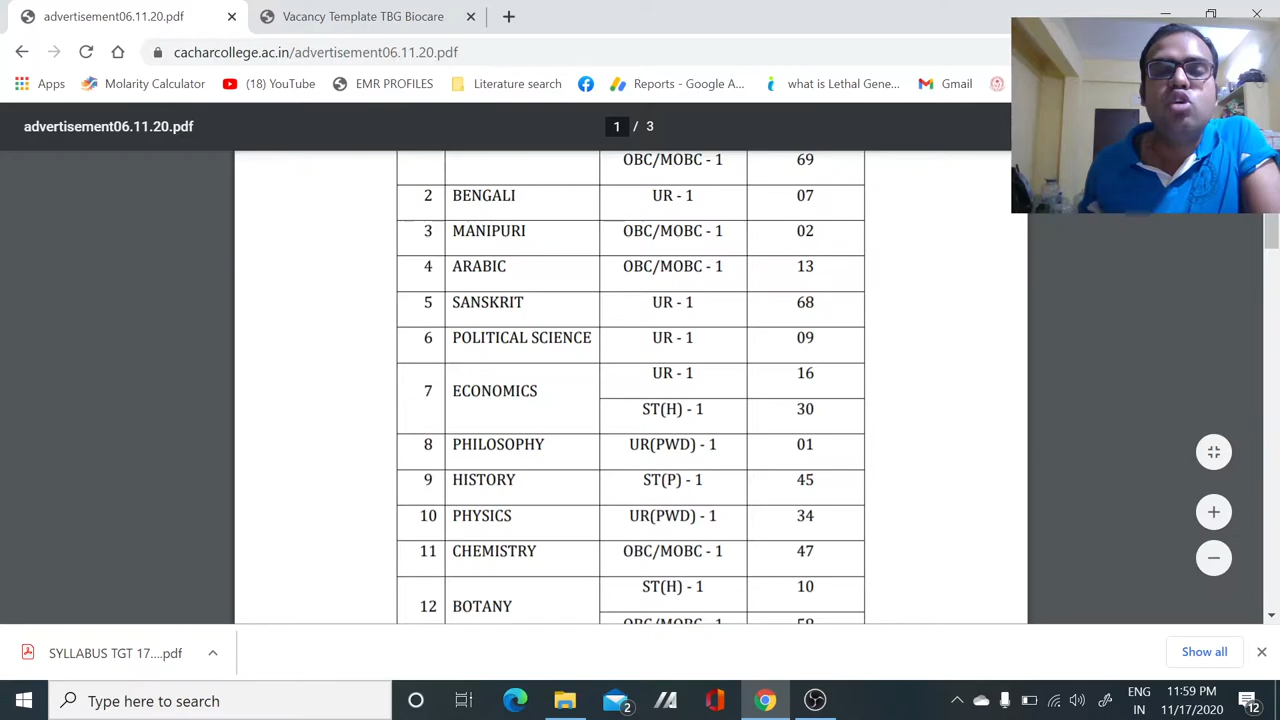 advertisement06.11.20.pdf
Vacancy Template TBG Biocare
cacharcollege.ac.in/advertisement06.11.20.pdf
Apps
Molarity Calculator
(18) YouTube
EMR PROFILES
Literature search
Reports - Google A...
what is Lethal Gene...
Gmail
advertisement06.11.20.pdf
1 / 3
OBC/MOBC - 1 69
2 BENGALI UR - 1 07
3 MANIPURI OBC/MOBC - 1 02
4 ARABIC OBC/MOBC - 1 13
5 SANSKRIT UR - 1 68
6 POLITICAL SCIENCE UR - 1 09
UR - 1 16
7 ECONOMICS
ST(H) - 1 30
8 PHILOSOPHY UR(PWD) - 1 01
9 HISTORY ST(P) - 1 45
10 PHYSICS UR(PWD) - 1 34
11 CHEMISTRY OBC/MOBC - 1 47
ST(H) - 1 10
12 BOTANY
OBC/MOBC - 1 58
SYLLABUS TGT 17....pdf
Show all
Type here to search
2
ENG
IN
11:59 PM
11/17/2020
12